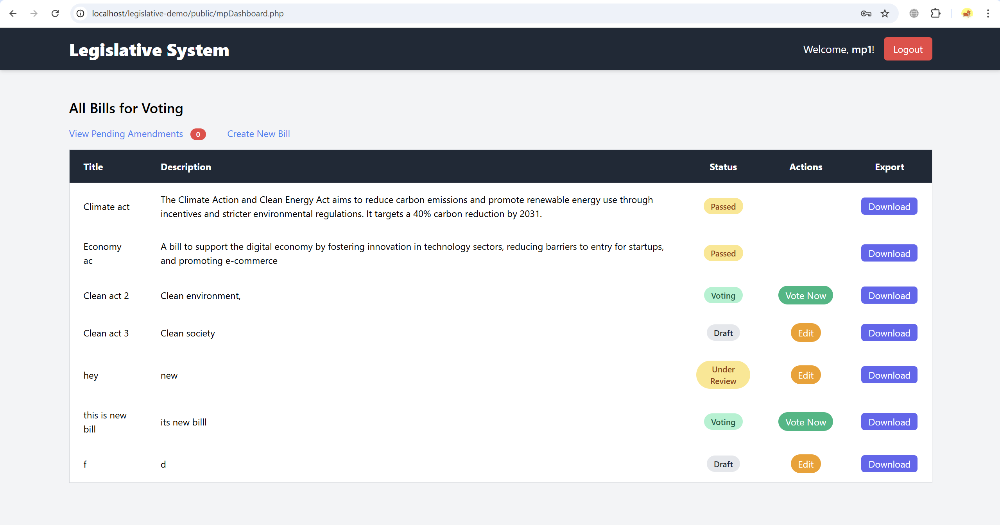 localhost/legislative-demo/public/mpDashboard.php
Legislative System
Welcome, mp1!
Logout
All Bills for Voting
View Pending Amendments 0 Create New Bill
Title Description Status Actions Export
Climate act
The Climate Action and Clean Energy Act aims to reduce carbon emissions and promote renewable energy use through
incentives and stricter environmental regulations. It targets a 40% carbon reduction by 2031.
Passed
Download
Economy
ac
A bill to support the digital economy by fostering innovation in technology sectors, reducing barriers to entry for startups,
and promoting e-commerce
Passed
Download
Clean act 2
Clean environment,
Voting
Vote Now
Download
Clean act 3
Clean society
Draft
Edit
Download
hey
new
Under
Review
Edit
Download
this is new
bill
its new billl
Voting
Vote Now
Download
f
d
Draft
Edit
Download